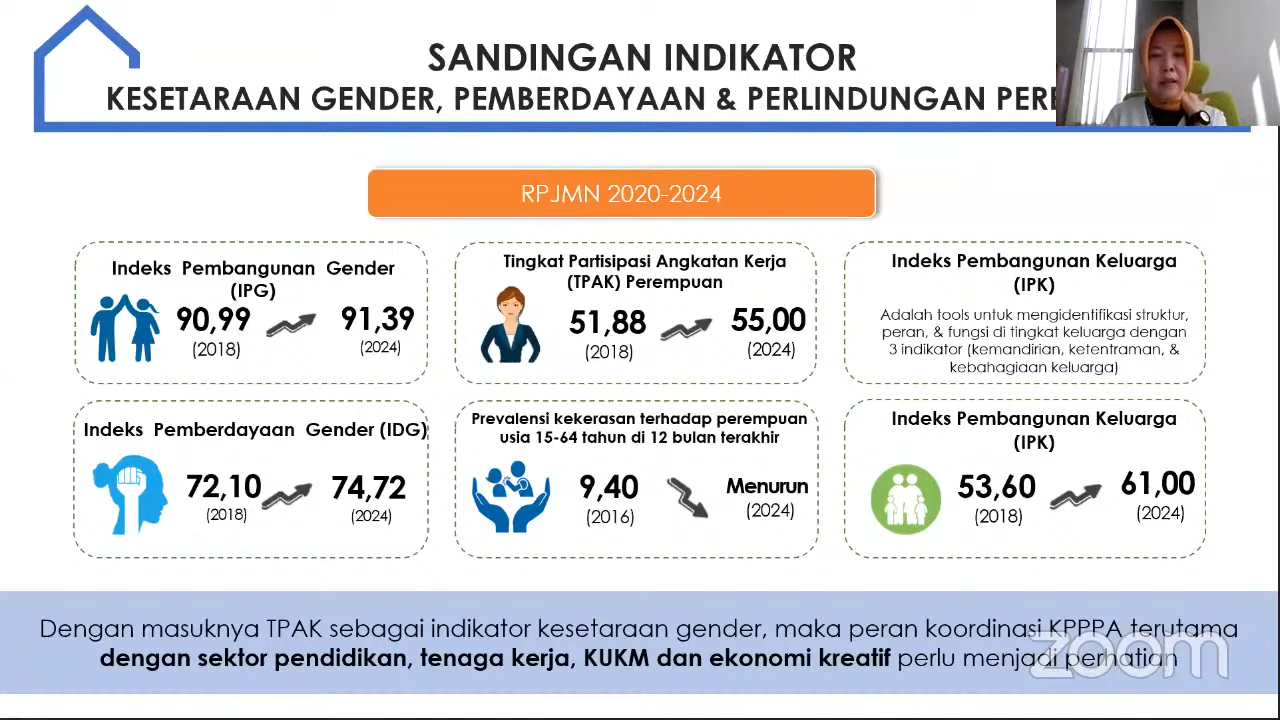 SANDINGAN INDIKATOR
KESETARAAN GENDER, PEMBERDAYAAN & PERLINDUNGAN
RPJMN 2020-2024
Indeks Pembangunan Gender
(IPG)
90,99
91,39
(2018)
(2024)
Tingkat Partisipasi Angkatan Kerja
(TPAK) Perempuan
51,88
55,00
(2018)
(2024)
Indeks Pembangunan Keluarga
(IPK)
Adalah tools untuk mengidentifikasi struktur,
peran, & fungsi di tingkat keluarga dengan
3 indikator (kemandirian, ketentraman, &
kebahagiaan keluarga)
Indeks Pemberdayaan Gender (IDG)
72,10
74,72
(2018)
(2024)
Prevalensi kekerasan terhadap perempuan
usia 15-64 tahun di 12 bulan terakhir
9,40
Menurun
(2016)
(2024)
Indeks Pembangunan Keluarga
(IPK)
53,60
61,00
(2018)
(2024)
Dengan masuknya TPAK sebagai indikator kesetaraan gender, maka peran koordinasi KPPPA terutama
dengan sektor pendidikan, tenaga kerja, KUKM dan ekonomi kreatif perlu menjadi perhatian
zoom